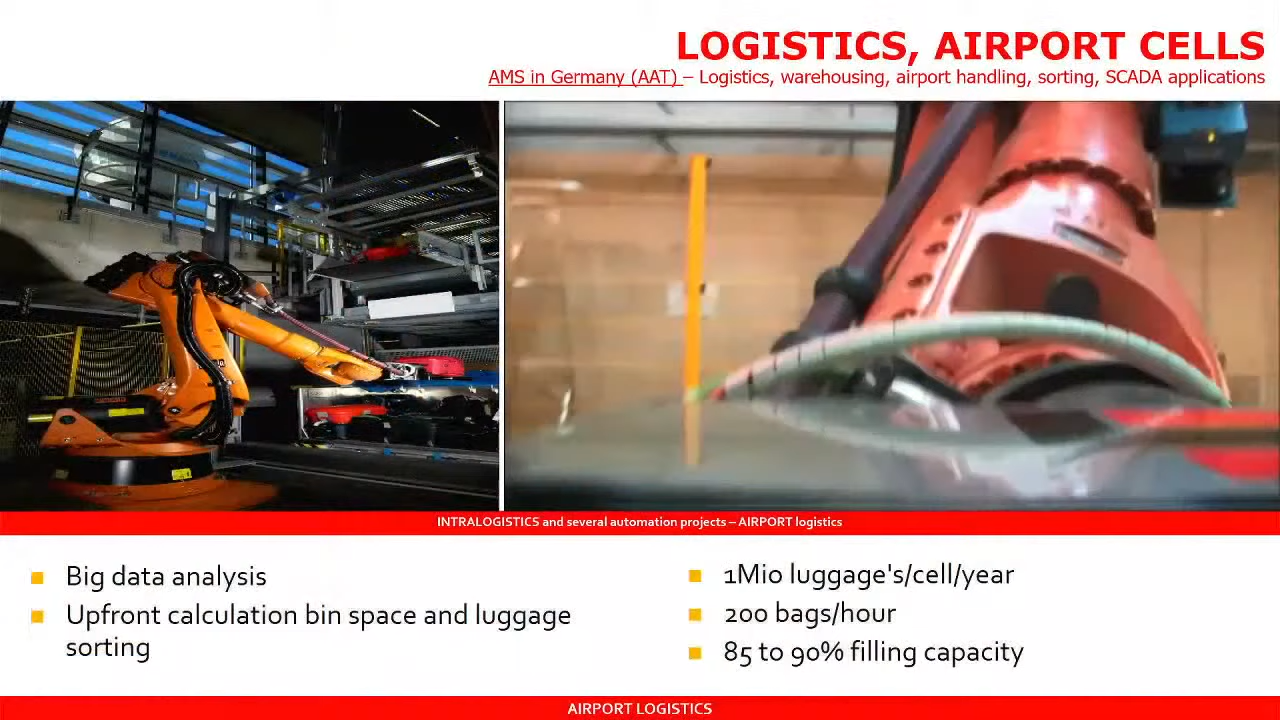 LOGISTICS, AIRPORT CELLS
AMS in Germany (AAT) – Logistics, warehousing, airport handling, sorting, SCADA applications
INTRALOGISTICS and several automation projects – AIRPORT logistics
Big data analysis
Upfront calculation bin space and luggage
sorting
1Mio luggage's/cell/year
200 bags/hour
85 to 90% filling capacity
AIRPORT LOGISTICS